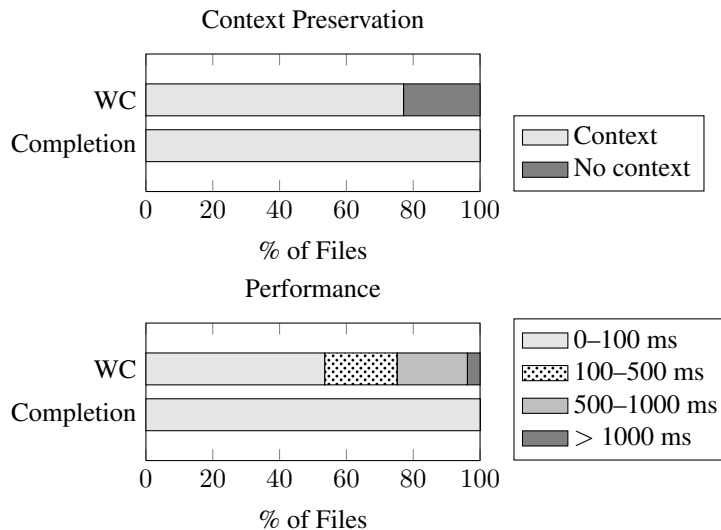 Context Preservation
WC
Completion
0 20 40 60 80 100
% of Files
Context
No context
Performance
WC
Completion
0 20 40 60 80 100
% of Files
0–100 ms
100–500 ms
500–1000 ms
> 1000 ms